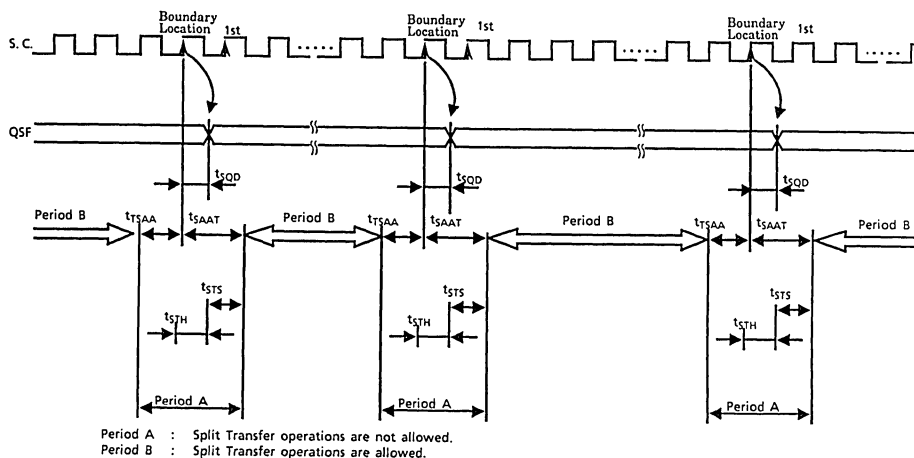 Boundary Location 1st Boundary Location 1st Boundary Location 1st
S. C.
QSF
tSQD tSQD tSQD
Period B tTSAA tSAAT Period B tTSAA tSAAT Period B tTSAA tSAAT Period B
tSTS tSTS tSTS
tSTH tSTH tSTH
Period A Period A Period A
Period A : Split Transfer operations are not allowed.
Period B : Split Transfer operations are allowed.